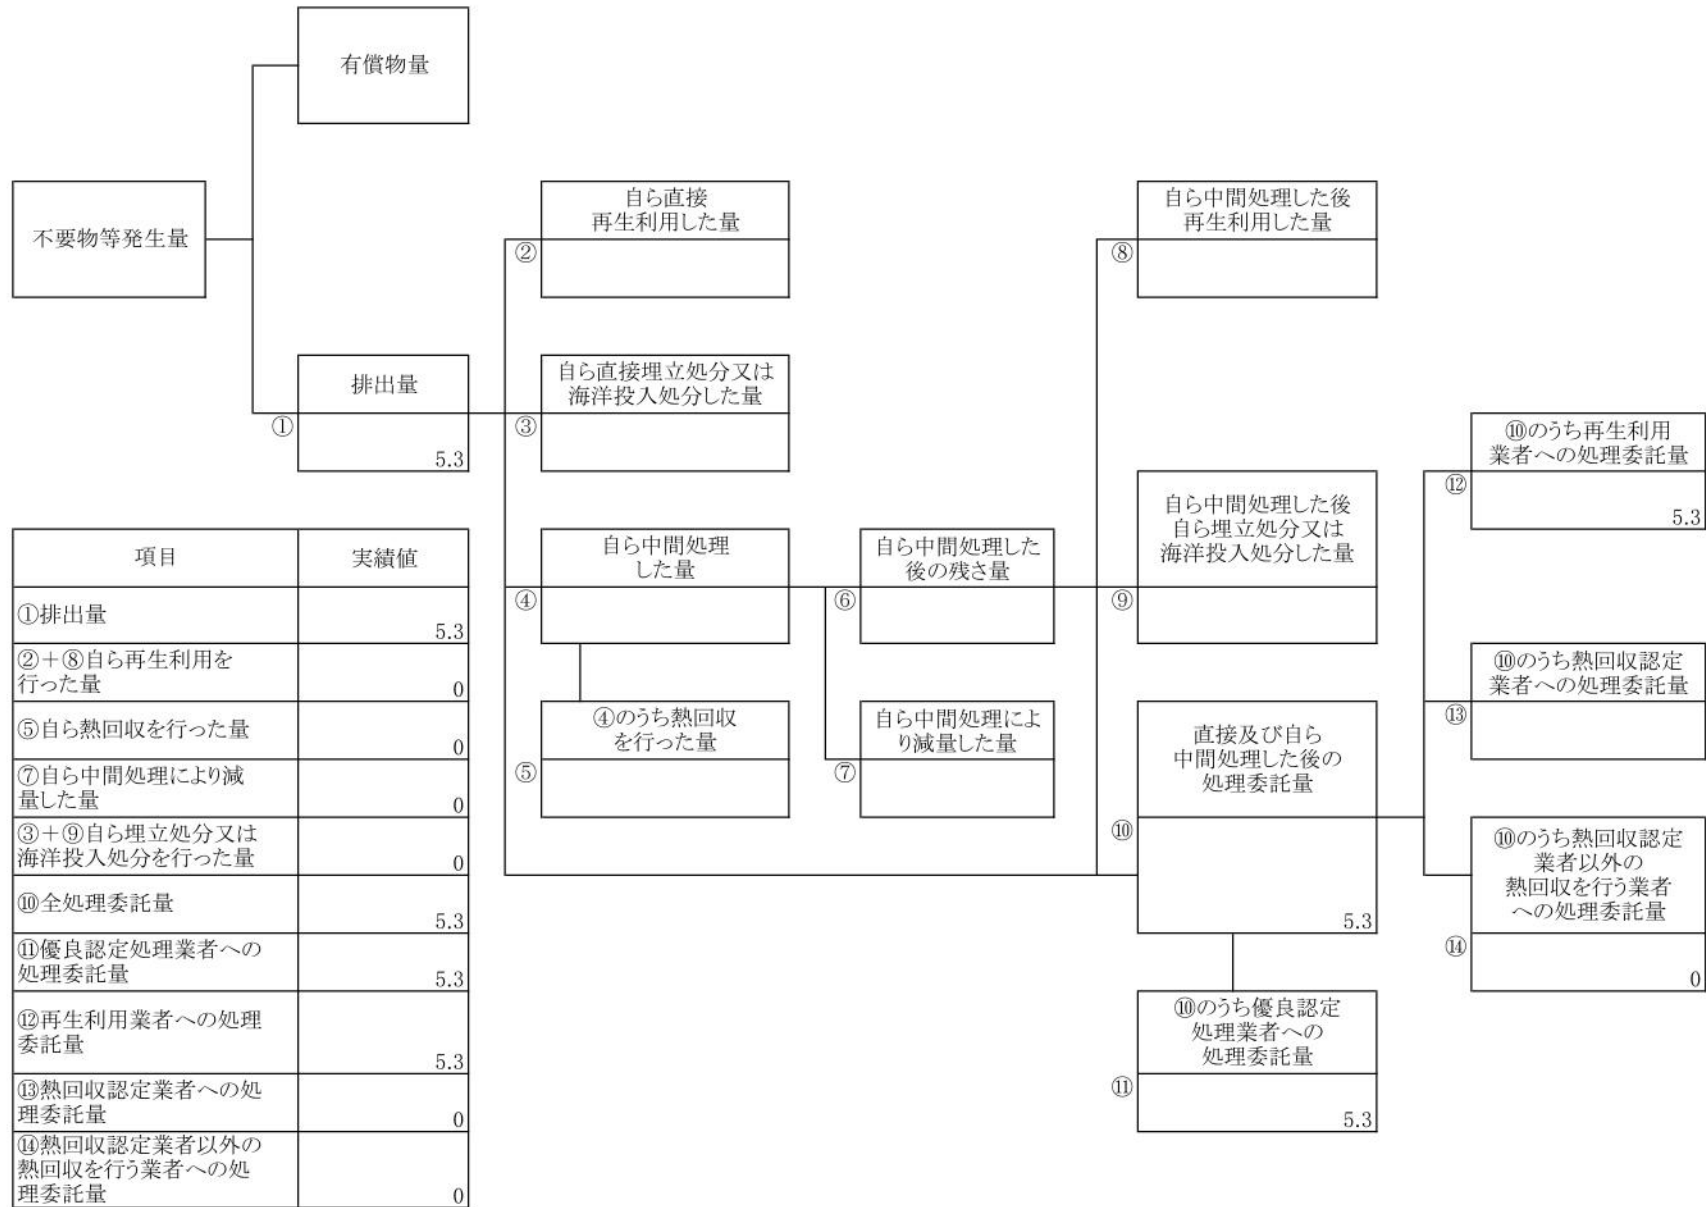 有償物量
不要物等発生量
自ら直接
再生利用した量
②
自ら中間処理した後
再生利用した量
⑧
排出量
①
5.3
自ら直接埋立処分又は
海洋投入処分した量
③
⑩のうち再生利用
業者への処理委託量
⑫
5.3
自ら中間処理
した量
④
自ら中間処理した
後の残さ量
⑥
自ら中間処理した後
自ら埋立処分又は
海洋投入処分した量
⑨
⑩のうち熱回収認定
業者への処理委託量
⑬
④のうち熱回収
を行った量
⑤
自ら中間処理によ
り減量した量
⑦
直接及び自ら
中間処理した後の
処理委託量
⑩
5.3
⑩のうち熱回収認定
業者以外の
熱回収を行う業者
への処理委託量
⑭
0
⑩のうち優良認定
処理業者への
処理委託量
⑪
5.3
項目 実績値
①排出量
5.3
②+⑧自ら再生利用を
行った量
0
⑤自ら熱回収を行った量
0
⑦自ら中間処理により減
量した量
0
③+⑨自ら埋立処分又は
海洋投入処分を行った量
0
⑩全処理委託量
5.3
⑪優良認定処理業者への
処理委託量
5.3
⑫再生利用業者への処理
委託量
5.3
⑬熱回収認定業者への処
理委託量
0
⑭熱回収認定業者以外の
熱回収を行う業者への処
理委託量
0